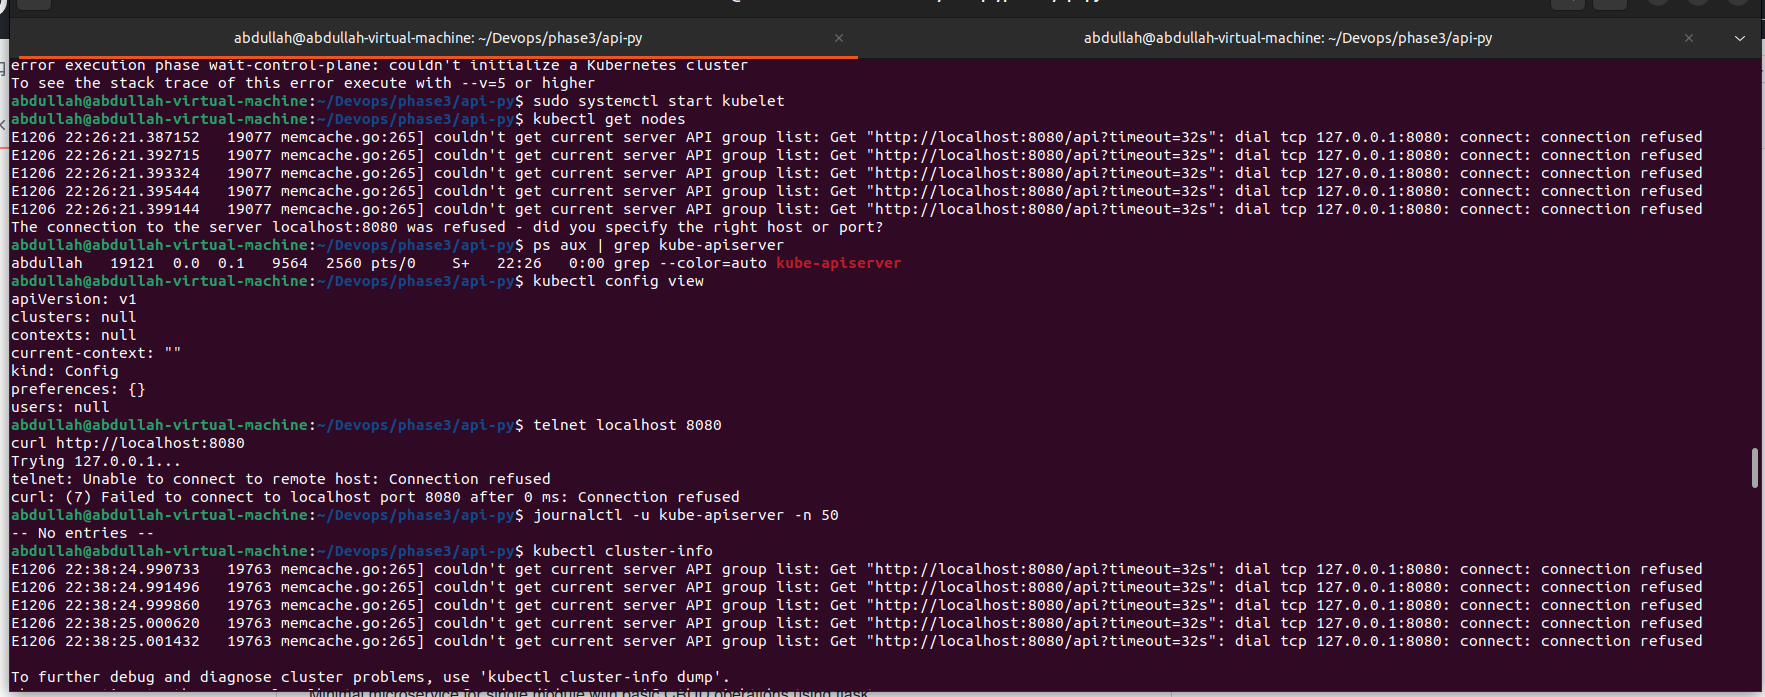 abdullah@abdullah-virtual-machine: ~/Devops/phase3/api-py
abdullah@abdullah-virtual-machine: ~/Devops/phase3/api-py
error execution phase wait-control-plane: couldn't initialize a Kubernetes cluster
To see the stack trace of this error execute with --v=5 or higher
abdullah@abdullah-virtual-machine:~/Devops/phase3/api-py$ sudo systemctl start kubelet
abdullah@abdullah-virtual-machine:~/Devops/phase3/api-py$ kubectl get nodes
E1206 22:26:21.387152   19077 memcache.go:265] couldn't get current server API group list: Get "http://localhost:8080/api?timeout=32s": dial tcp 127.0.0.1:8080: connect: connection refused
E1206 22:26:21.392715   19077 memcache.go:265] couldn't get current server API group list: Get "http://localhost:8080/api?timeout=32s": dial tcp 127.0.0.1:8080: connect: connection refused
E1206 22:26:21.393324   19077 memcache.go:265] couldn't get current server API group list: Get "http://localhost:8080/api?timeout=32s": dial tcp 127.0.0.1:8080: connect: connection refused
E1206 22:26:21.395444   19077 memcache.go:265] couldn't get current server API group list: Get "http://localhost:8080/api?timeout=32s": dial tcp 127.0.0.1:8080: connect: connection refused
E1206 22:26:21.399144   19077 memcache.go:265] couldn't get current server API group list: Get "http://localhost:8080/api?timeout=32s": dial tcp 127.0.0.1:8080: connect: connection refused
The connection to the server localhost:8080 was refused - did you specify the right host or port?
abdullah@abdullah-virtual-machine:~/Devops/phase3/api-py$ ps aux | grep kube-apiserver
abdullah   19121  0.0  0.1   9564  2560 pts/0    S+   22:26   0:00 grep --color=auto kube-apiserver
abdullah@abdullah-virtual-machine:~/Devops/phase3/api-py$ kubectl config view
apiVersion: v1
clusters: null
contexts: null
current-context: ""
kind: Config
preferences: {}
users: null
abdullah@abdullah-virtual-machine:~/Devops/phase3/api-py$ telnet localhost 8080
curl http://localhost:8080
Trying 127.0.0.1...
telnet: Unable to connect to remote host: Connection refused
curl: (7) Failed to connect to localhost port 8080 after 0 ms: Connection refused
abdullah@abdullah-virtual-machine:~/Devops/phase3/api-py$ journalctl -u kube-apiserver -n 50
-- No entries --
abdullah@abdullah-virtual-machine:~/Devops/phase3/api-py$ kubectl cluster-info
E1206 22:38:24.990733   19763 memcache.go:265] couldn't get current server API group list: Get "http://localhost:8080/api?timeout=32s": dial tcp 127.0.0.1:8080: connect: connection refused
E1206 22:38:24.991496   19763 memcache.go:265] couldn't get current server API group list: Get "http://localhost:8080/api?timeout=32s": dial tcp 127.0.0.1:8080: connect: connection refused
E1206 22:38:24.999860   19763 memcache.go:265] couldn't get current server API group list: Get "http://localhost:8080/api?timeout=32s": dial tcp 127.0.0.1:8080: connect: connection refused
E1206 22:38:25.000620   19763 memcache.go:265] couldn't get current server API group list: Get "http://localhost:8080/api?timeout=32s": dial tcp 127.0.0.1:8080: connect: connection refused
E1206 22:38:25.001432   19763 memcache.go:265] couldn't get current server API group list: Get "http://localhost:8080/api?timeout=32s": dial tcp 127.0.0.1:8080: connect: connection refused
To further debug and diagnose cluster problems, use 'kubectl cluster-info dump'.